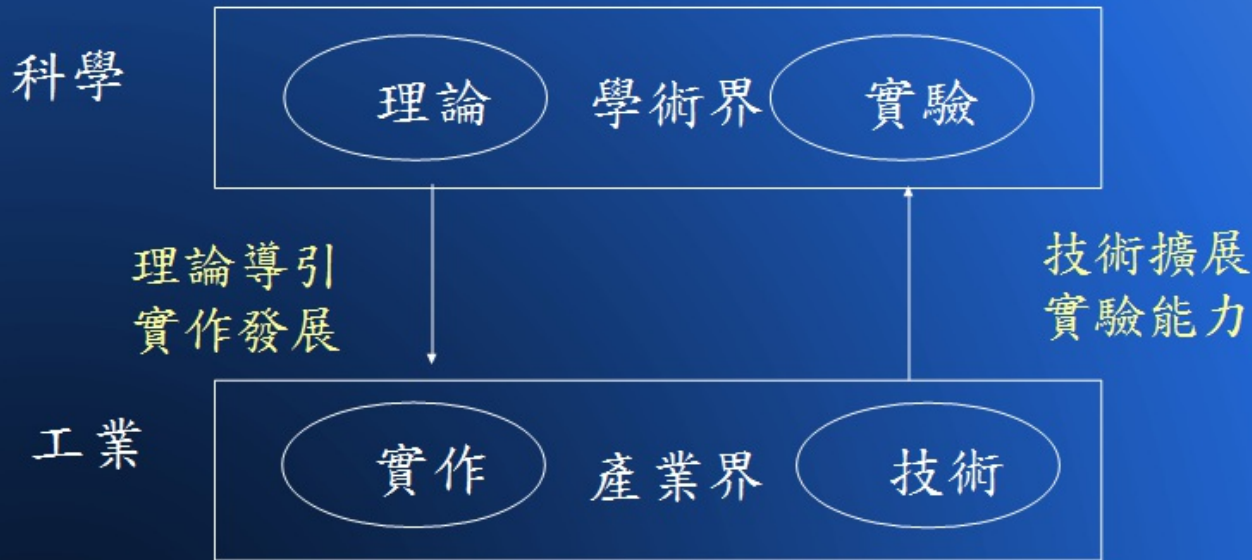 科學
理論 學術界 實驗
理論導引
實作發展
技術擴展
實驗能力
工業
實作 產業界 技術